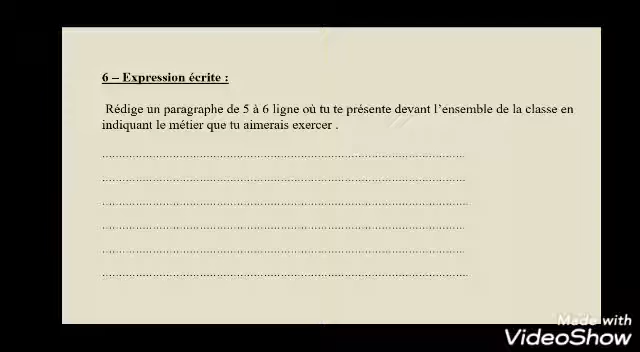 6 – Expression écrite :
Rédige un paragraphe de 5 à 6 ligne où tu te présente devant l'ensemble de la classe en
indiquant le métier que tu aimerais exercer .
Made with
VideoShow